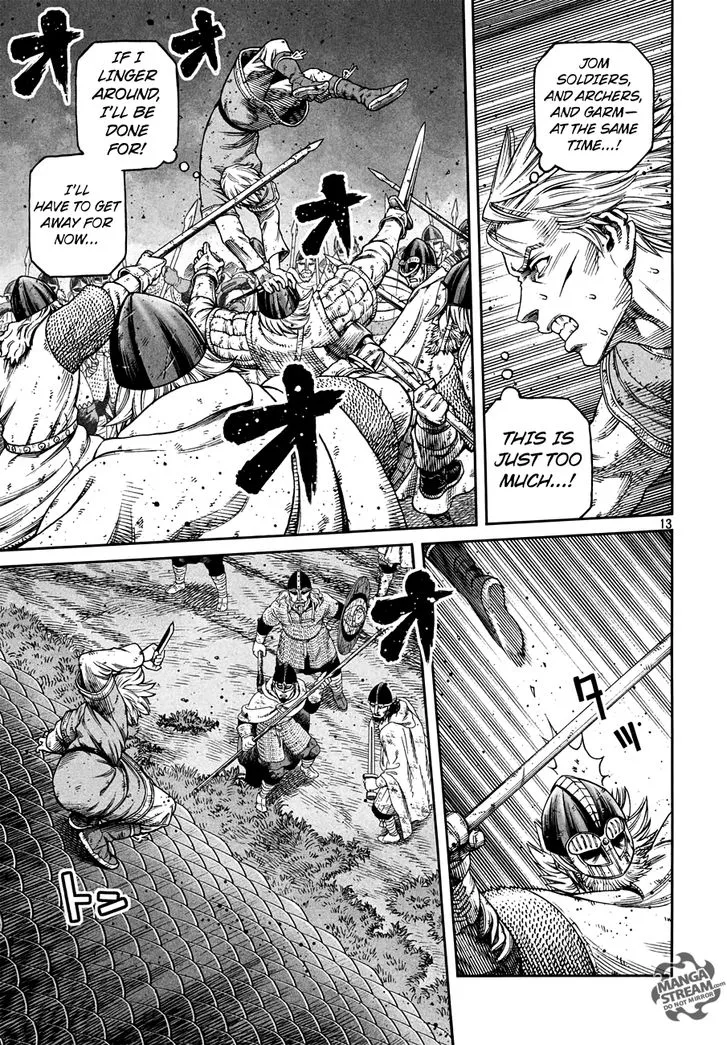 JOM
SOLDIERS,
AND ARCHERS,
AND GARM—
AT THE SAME
TIME...!
THIS IS
JUST TOO
MUCH...!
オオ
IF I
LINGER
AROUND,
I'LL BE
DONE
FOR!
I'LL
HAVE TO GET
AWAY FOR
NOW...
オ
オ
13
オ
タッ
トン
MANGA
STREAM.com
DO NOT MIRROR